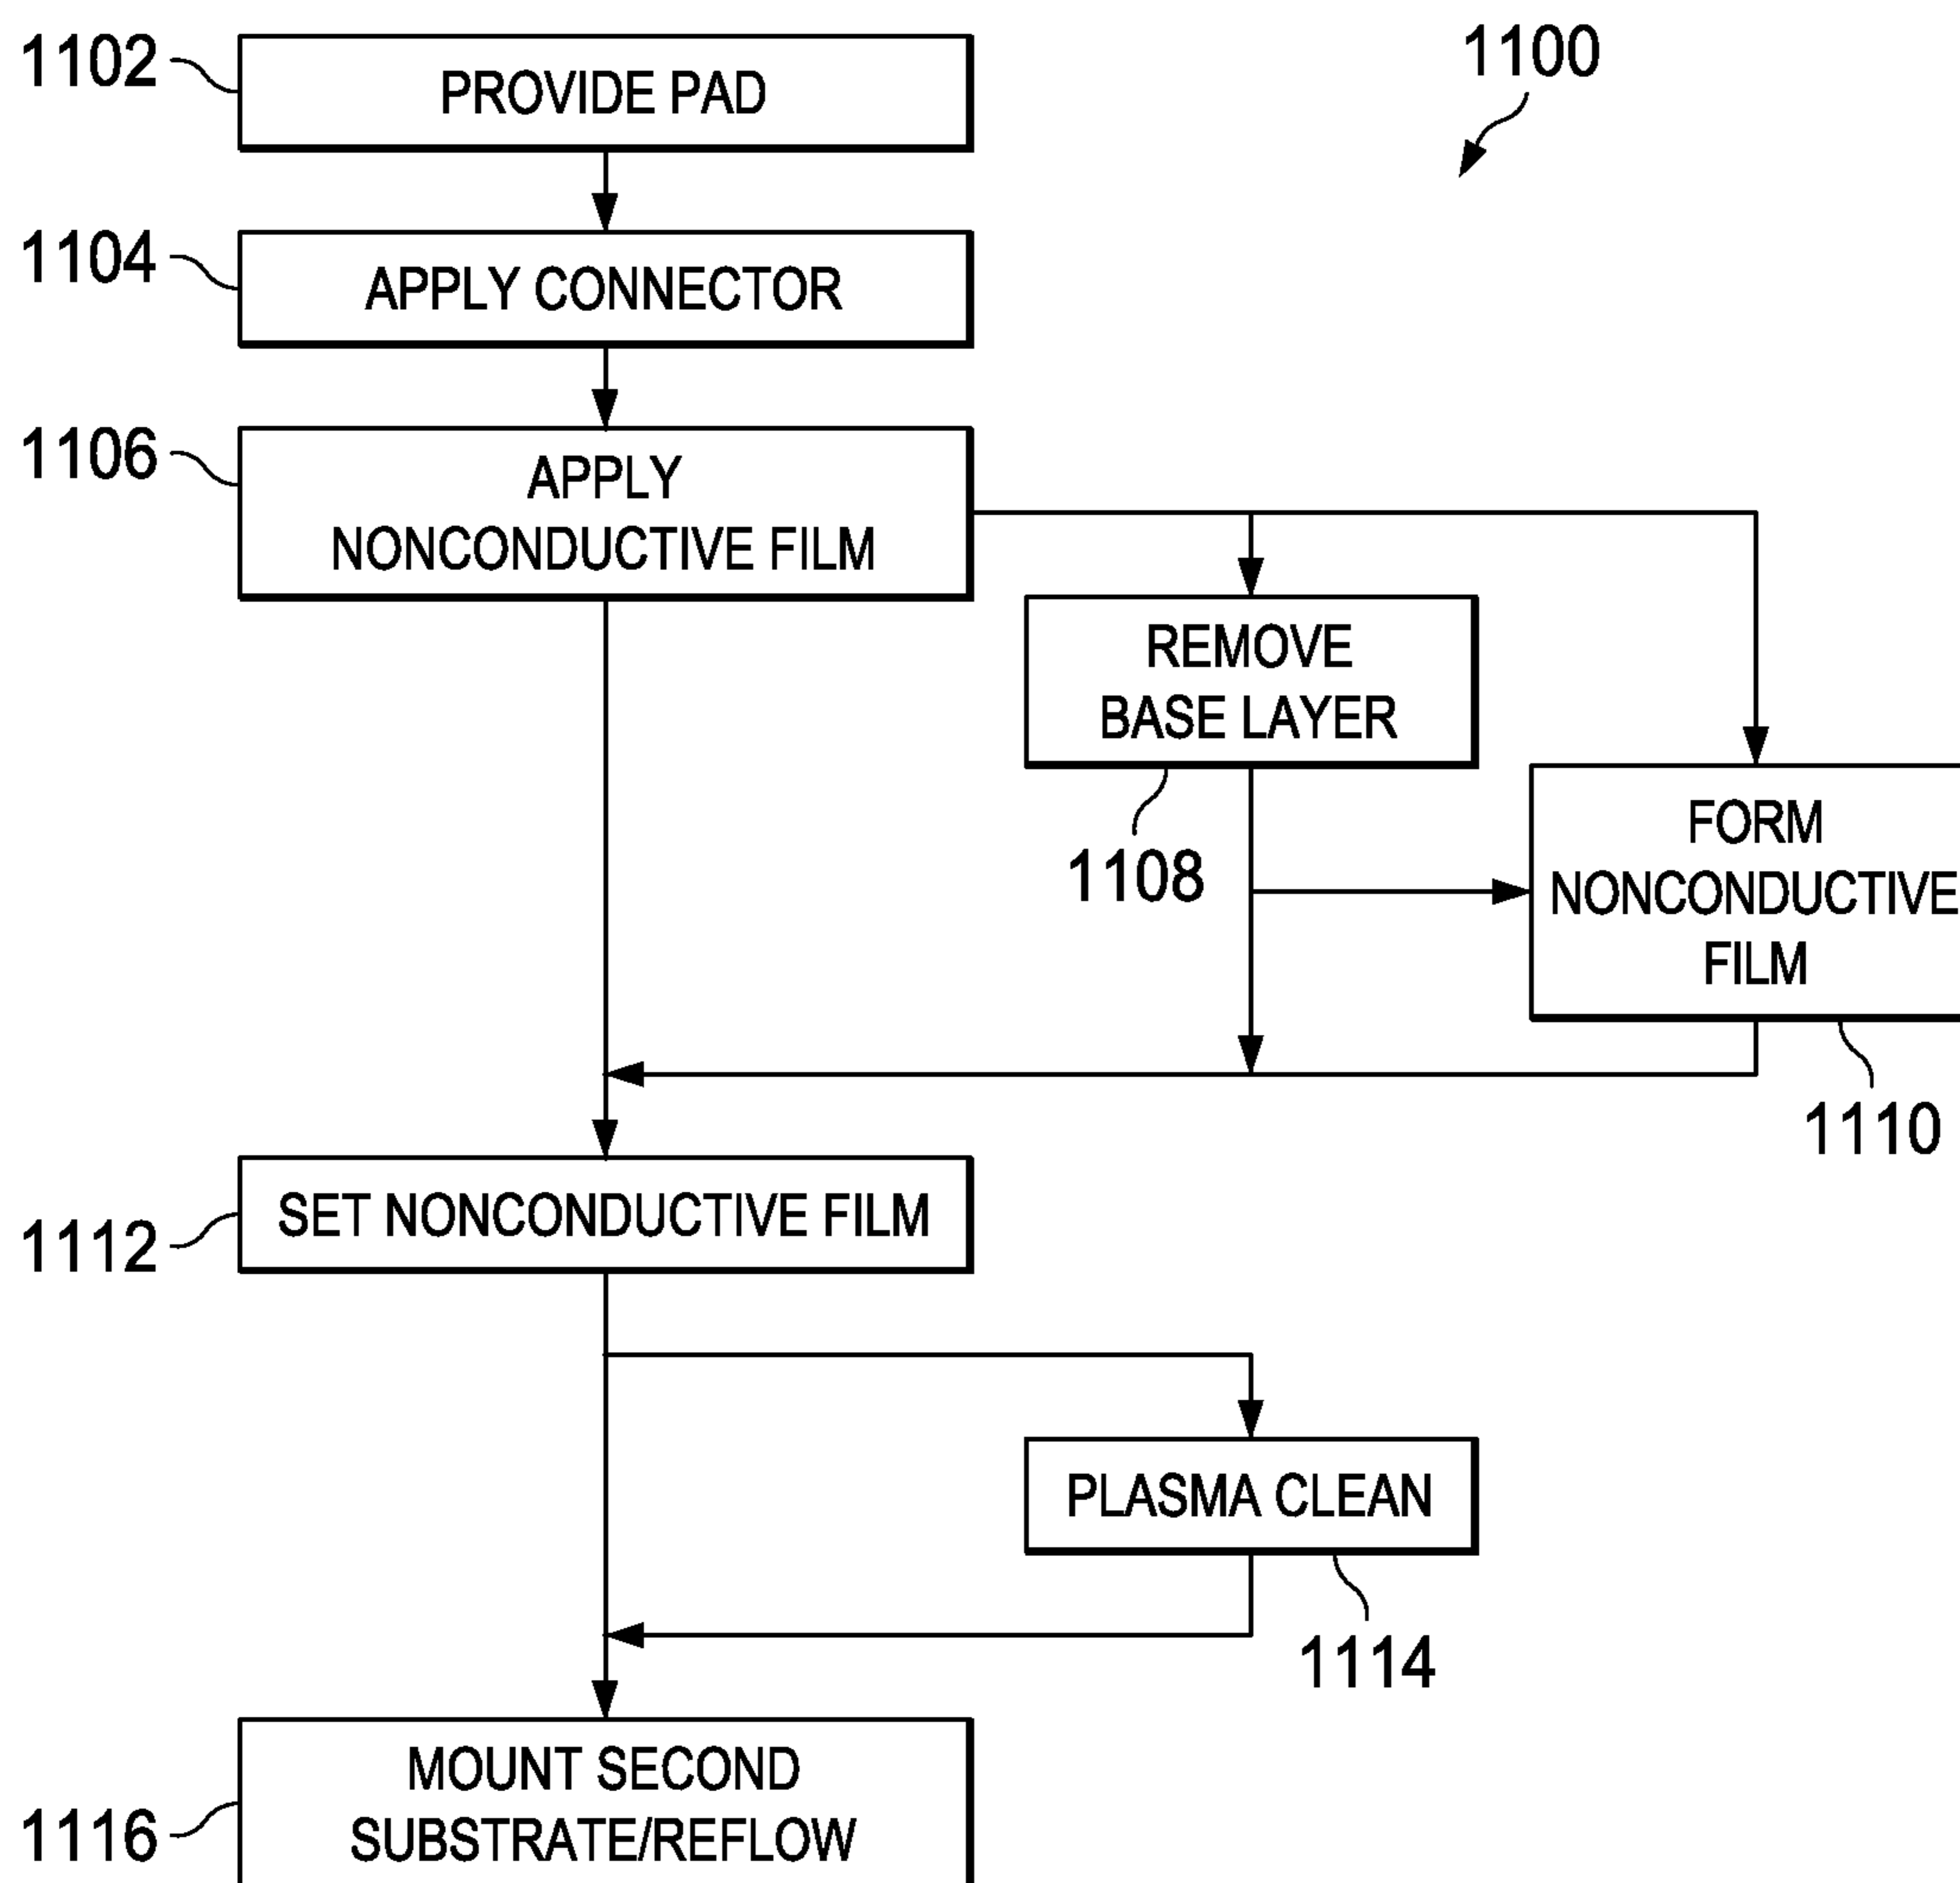 1100
1102
PROVIDE PAD
1104
APPLY CONNECTOR
1106
APPLY
NONCONDUCTIVE FILM
REMOVE
BASE LAYER
1108
FORM
NONCONDUCTIVE
FILM
1110
1112
SET NONCONDUCTIVE FILM
PLASMA CLEAN
1114
1116
MOUNT SECOND
SUBSTRATE/REFLOW